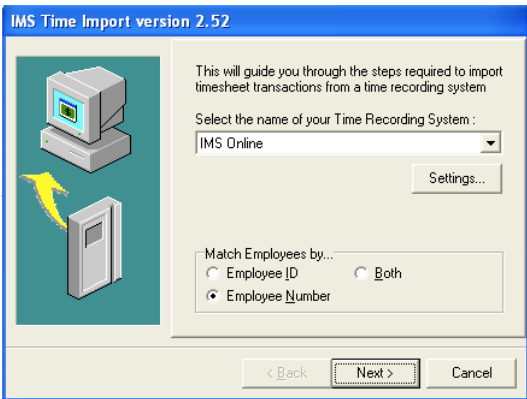 IMS Time Import version 2.52
This will guide you through the steps required to import
timesheet transactions from a time recording system
Select the name of your Time Recording System :
IMS Online
Settings...
Match Employees by...
Employee ID
Both
Employee Number
< Back
Next >
Cancel